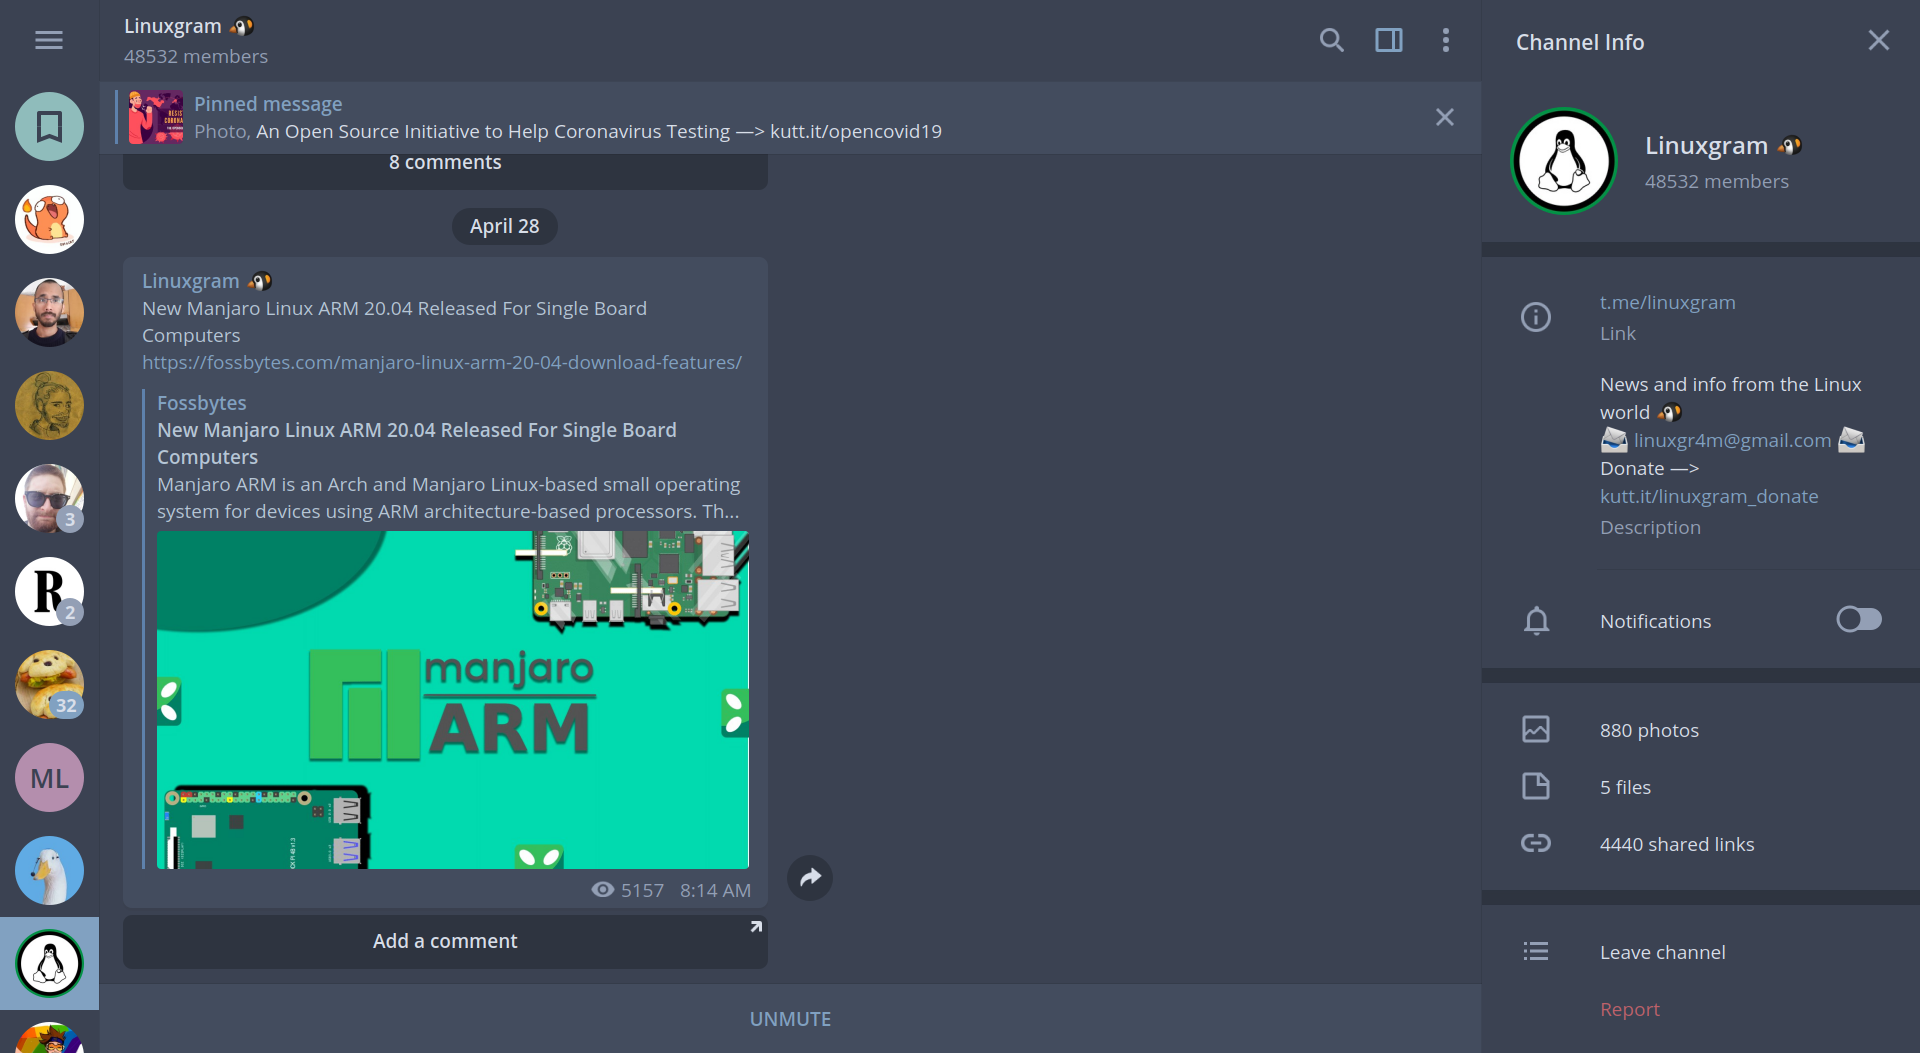 Linuxgram
48532 members
Pinned message
Photo, An Open Source Initiative to Help Coronavirus Testing —> kutt.it/opencovid19
8 comments
April 28
Linuxgram
New Manjaro Linux ARM 20.04 Released For Single Board
Computers
https://fossbytes.com/manjaro-linux-arm-20-04-download-features/
Fossbytes
New Manjaro Linux ARM 20.04 Released For Single Board
Computers
Manjaro ARM is an Arch and Manjaro Linux-based small operating
system for devices using ARM architecture-based processors. Th...
manjaro
ARM
5157 8:14 AM
Add a comment
UNMUTE
3
R
2
32
ML
Channel Info
Linuxgram
48532 members
t.me/linuxgram
Link
News and info from the Linux
world
linuxgr4m@gmail.com
Donate —>
kutt.it/linuxgram_donate
Description
Notifications
880 photos
5 files
4440 shared links
Leave channel
Report